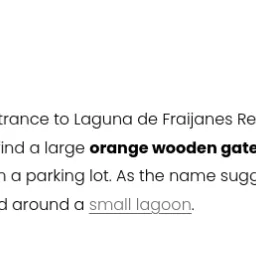 trance to Laguna de Fraijanes Re
ind a large orange wooden gate
n a parking lot. As the name sugg
d around a small lagoon.